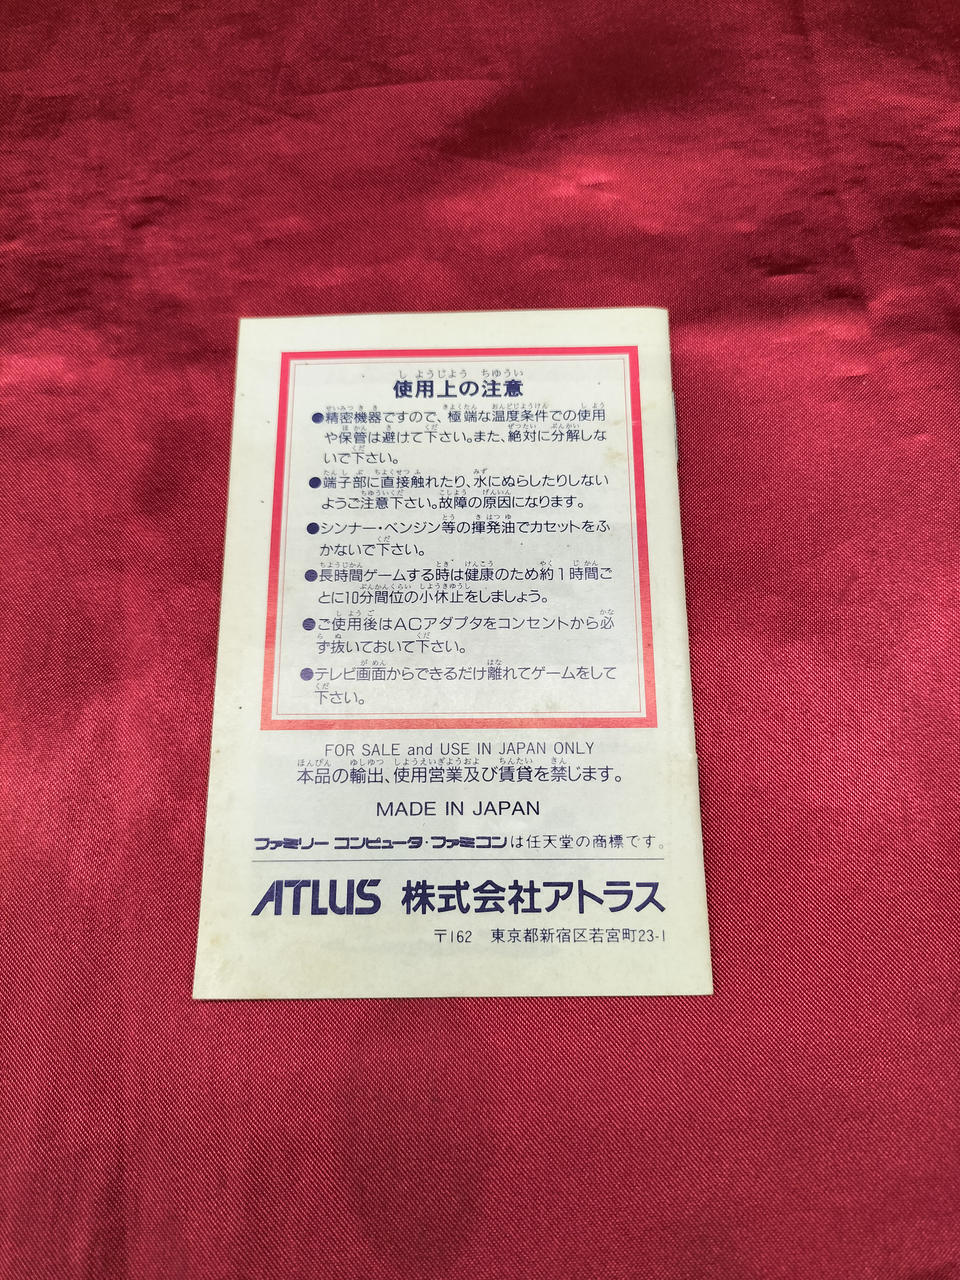 使用上の注意
●精密機器ですので、極端な温度条件での使用
や保管は避けて下さい。また、絶対に分解しな
いで下さい。
●端子部に直接触れたり、水にぬらしたりしない
ようご注意下さい。故障の原因になります。
●シンナー・ベンジン等の揮発油でカセットをふ
かないで下さい。
●長時間ゲームする時は健康のため約1時間ご
とに10分間位の小休止をしましょう。
●ご使用後はACアダプタをコンセントから必
ず抜いておいて下さい。
●テレビ画面からできるだけ離れてゲームをして
下さい。
FOR SALE and USE IN JAPAN ONLY
本品の輸出、使用営業及び賃貸を禁じます。
MADE IN JAPAN
ファミリーコンピュータ・ファミコンは任天堂の商標です。
ATLUS 株式会社アトラス
〒162 東京都新宿区若宮町23-1